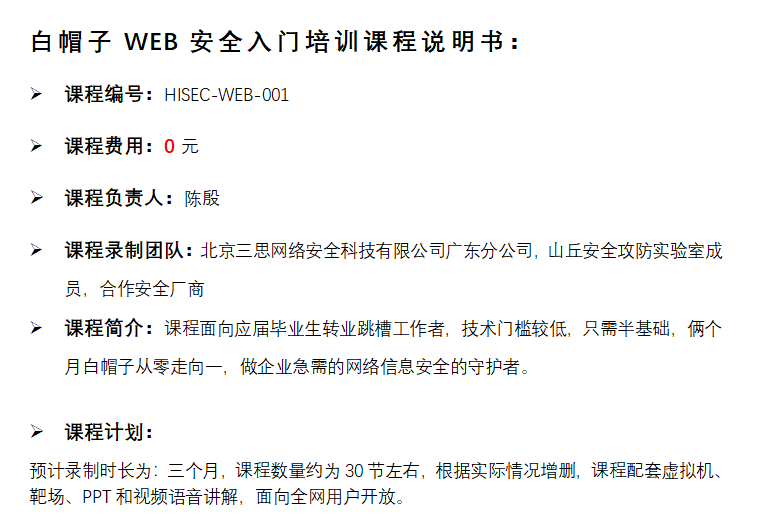 白帽子 WEB 安全入门培训课程说明书：
➢ 课程编号：HISEC-WEB-001
➢ 课程费用：0 元
➢ 课程负责人：陈殷
➢ 课程录制团队：北京三思网络安全科技有限公司广东分公司，山丘安全攻防实验室成
员，合作安全厂商
➢ 课程简介：课程面向应届毕业生转业跳槽工作者，技术门槛较低，只需半基础，俩个
月白帽子从零走向一，做企业急需的网络信息安全的守护者。
➢ 课程计划：
预计录制时长为：三个月，课程数量约为 30 节左右，根据实际情况增删，课程配套虚拟机、
靶场、PPT 和视频语音讲解，面向全网用户开放。